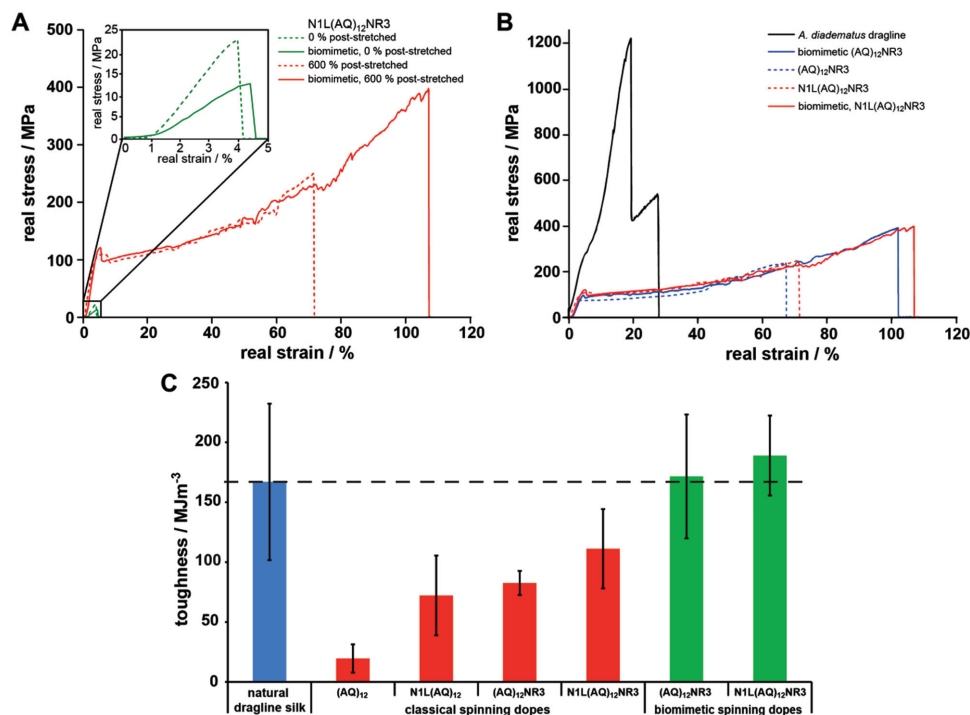 A
N1L(AQ)₁₂NR3
0 % post-stretched
biomimetic, 0 % post-stretched
600 % post-stretched
biomimetic, 600 % post-stretched
real stress / MPa
500
400
300
200
100
0
0 20 40 60 80 100 120
real strain / %
real stress / MPa
25
20
15
10
5
0
0 1 2 3 4 5
real strain / %
B
A. diadematus dragline
biomimetic (AQ)₁₂NR3
(AQ)₁₂NR3
N1L(AQ)₁₂NR3
biomimetic, N1L(AQ)₁₂NR3
real stress / MPa
1200
1000
800
600
400
200
0
0 20 40 60 80 100 120
real strain / %
C
toughness / MJm⁻³
250
200
150
100
50
0
(AQ)₁₂ N1L(AQ)₁₂ (AQ)₁₂NR3 N1L(AQ)₁₂NR3 (AQ)₁₂NR3 N1L(AQ)₁₂NR3
natural
dragline silk
classical spinning dopes
biomimetic spinning dopes